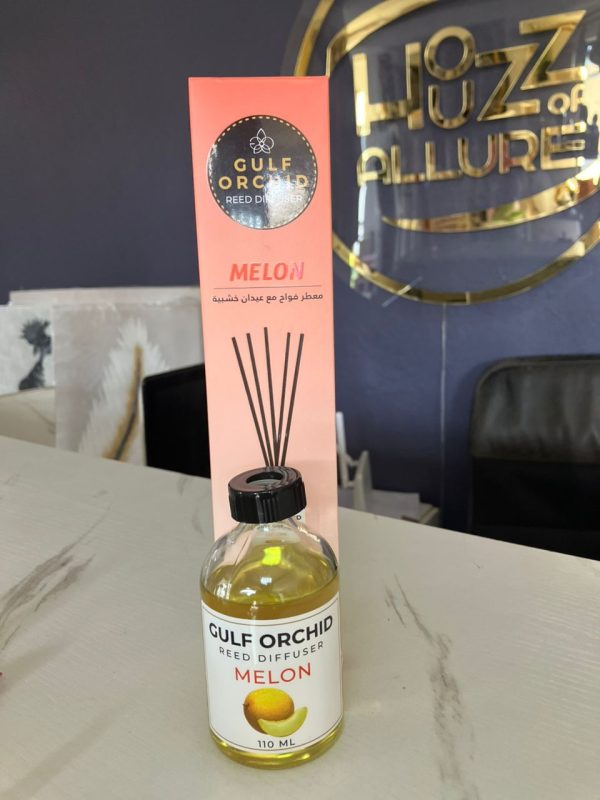 HOUZZ
OF
ALLURE
GULF
ORCHID
REED DIFFUSER
MELON
معطر فواح مع عيدان خشبية
GULF ORCHID
REED DIFFUSER
MELON
110 ML